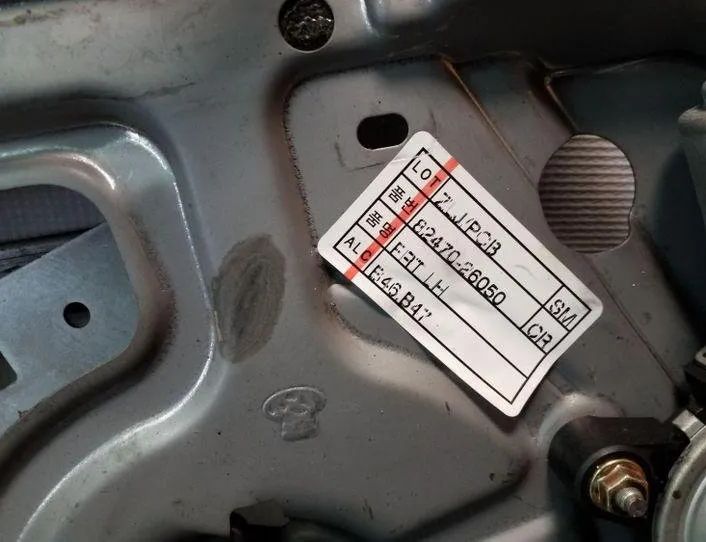 LOT ZLJ/PCB SM
품번 82470-26050 CR
품명 FRT LH
ALC B46,B47